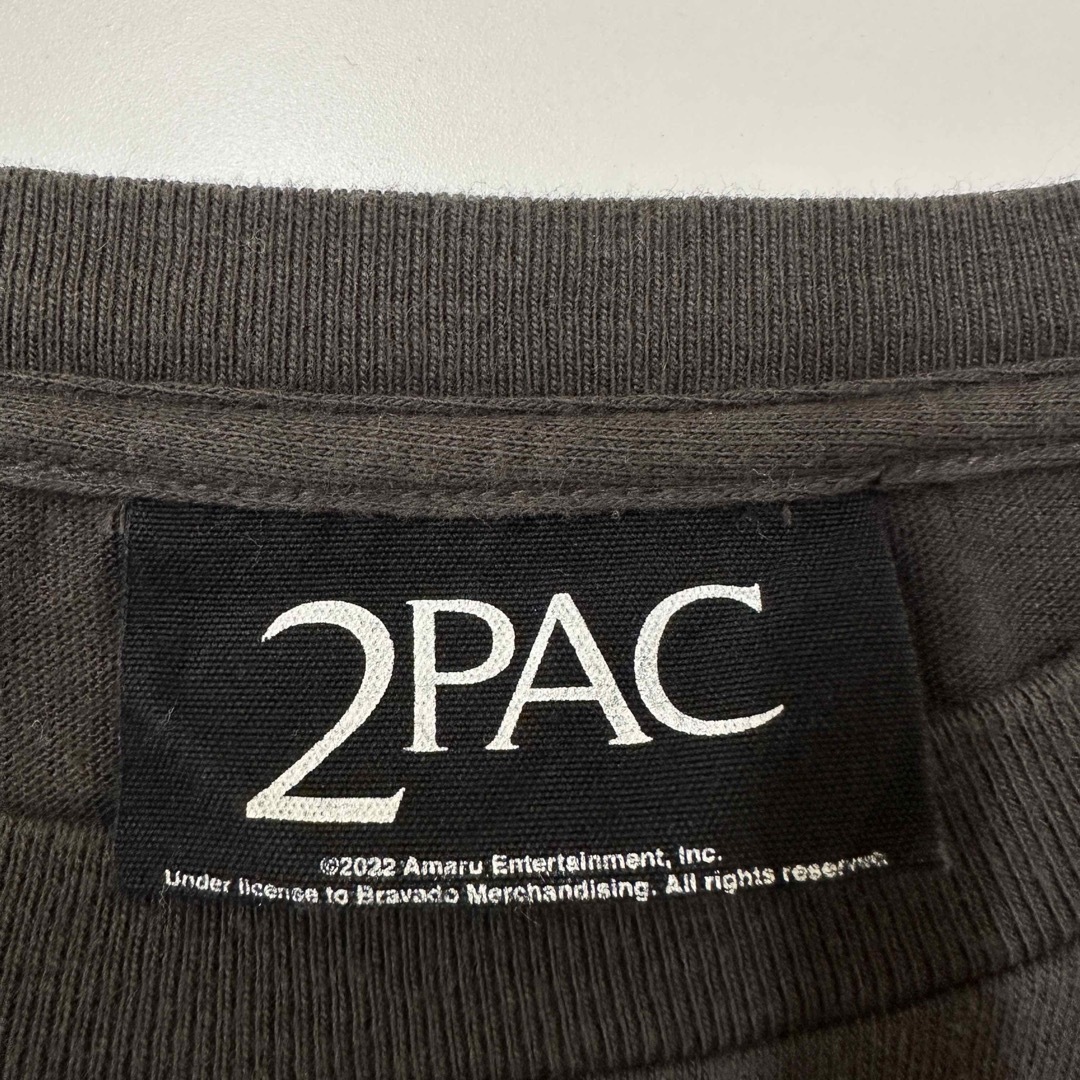 2PAC
©2022 Amaru Entertainment, Inc.
Under license to Bravado Merchandising. All rights reserved.